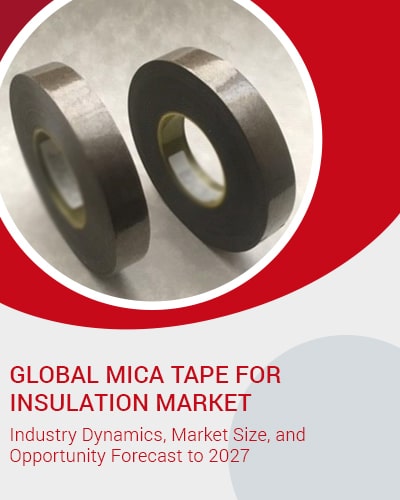 GLOBAL MICA TAPE FOR
INSULATION MARKET
Industry Dynamics, Market Size, and
Opportunity Forecast to 2027